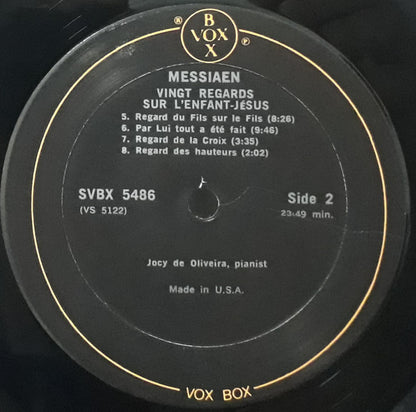 BOX
VOX
® ℗
MESSIAEN
VINGT REGARDS
SUR L'ENFANT-JÉSUS
5. Regard du Fils sur le Fils (8:26)
6. Par Lui tout a été fait (9:46)
7. Regard de la Croix (3:35)
8. Regard des hauteurs (2:02)
SVBX 5486
(VS 5122)
Side 2
23:49 min.
Jocy de Oliveira, pianist
Made in U.S.A.
VOX BOX